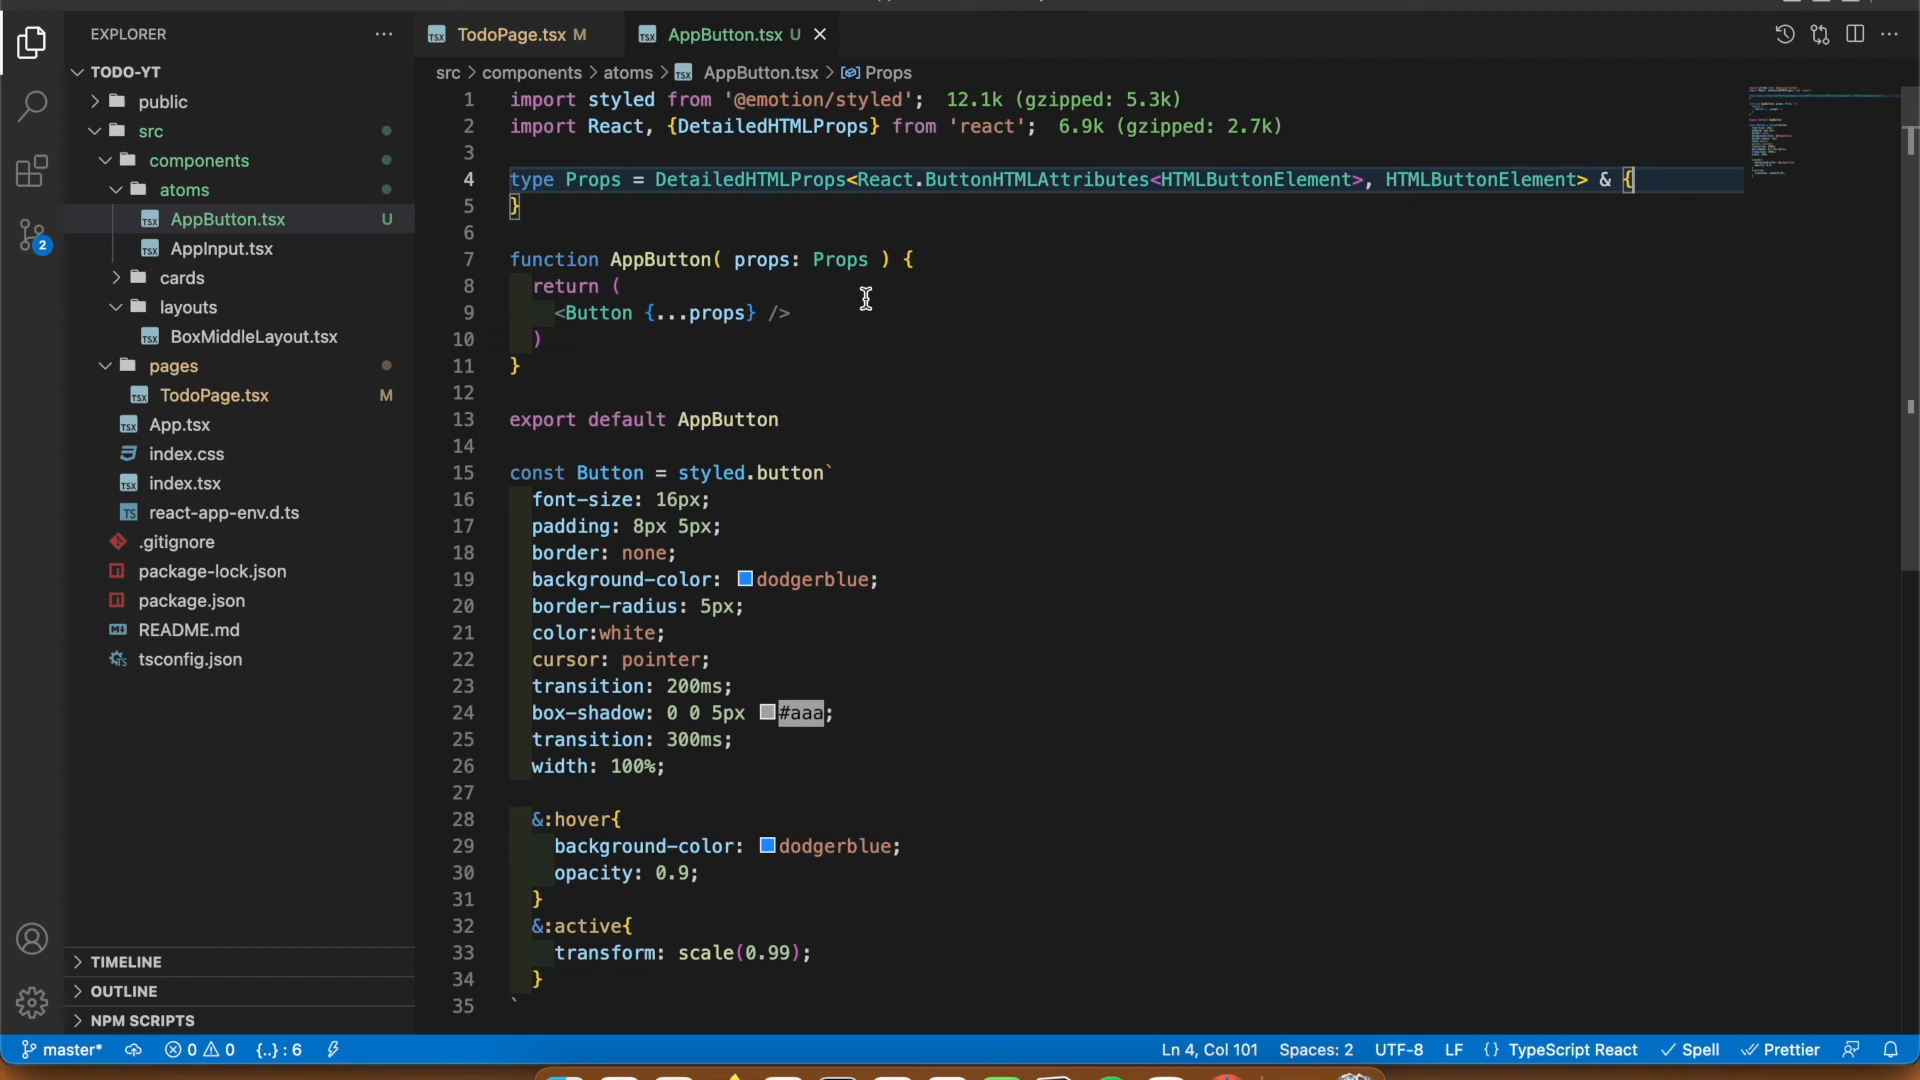 EXPLORER
TODO-YT
public
src
components
atoms
AppButton.tsx U
AppInput.tsx
cards
layouts
BoxMiddleLayout.tsx
pages
TodoPage.tsx M
App.tsx
index.css
index.tsx
react-app-env.d.ts
.gitignore
package-lock.json
package.json
README.md
tsconfig.json
TIMELINE
OUTLINE
NPM SCRIPTS
2
TodoPage.tsx M
AppButton.tsx U
src > components > atoms > AppButton.tsx > Props
1 import styled from '@emotion/styled'; 12.1k (gzipped: 5.3k)
2 import React, {DetailedHTMLProps} from 'react'; 6.9k (gzipped: 2.7k)
3
4 type Props = DetailedHTMLProps<React.ButtonHTMLAttributes<HTMLButtonElement>, HTMLButtonElement> & {
5 }
6
7 function AppButton( props: Props ) {
8 return (
9 <Button {...props} />
10 )
11 }
12
13 export default AppButton
14
15 const Button = styled.button`
16 font-size: 16px;
17 padding: 8px 5px;
18 border: none;
19 background-color: dodgerblue;
20 border-radius: 5px;
21 color:white;
22 cursor: pointer;
23 transition: 200ms;
24 box-shadow: 0 0 5px #aaa;
25 transition: 300ms;
26 width: 100%;
27
28 &:hover{
29 background-color: dodgerblue;
30 opacity: 0.9;
31 }
32 &:active{
33 transform: scale(0.99);
34 }
35 `
master* 0 0 {..} : 6 Ln 4, Col 101 Spaces: 2 UTF-8 LF {} TypeScript React Spell Prettier